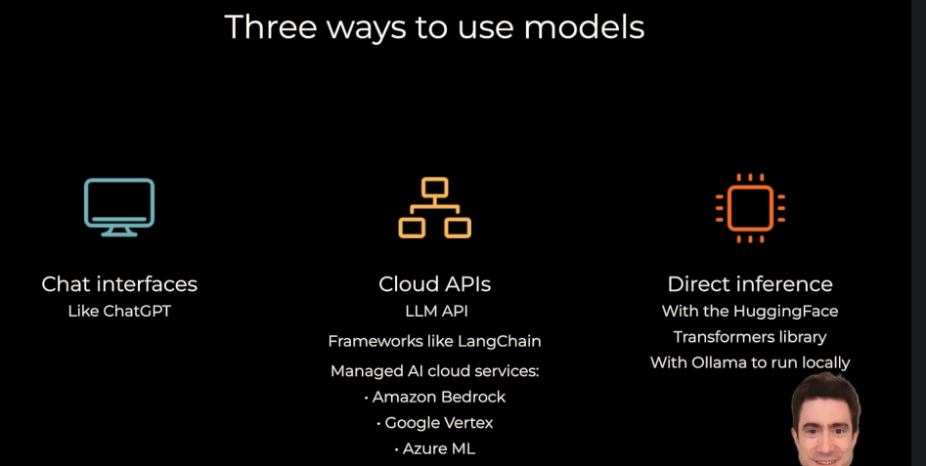 Three ways to use models
Chat interfaces
Like ChatGPT
Cloud APIs
LLM API
Frameworks like LangChain
Managed AI cloud services:
• Amazon Bedrock
• Google Vertex
• Azure ML
Direct inference
With the HuggingFace
Transformers library
With Ollama to run locally